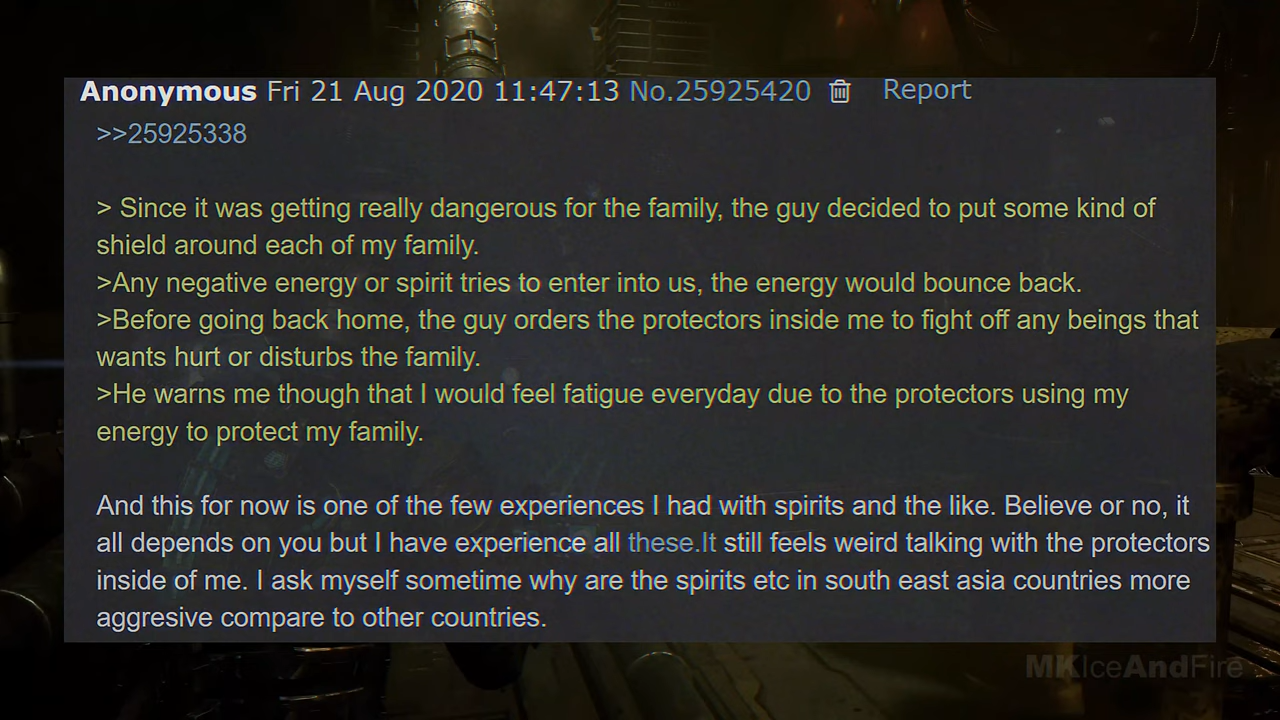 Anonymous Fri 21 Aug 2020 11:47:13 No.25925420 Report
>>25925338
> Since it was getting really dangerous for the family, the guy decided to put some kind of
shield around each of my family.
>Any negative energy or spirit tries to enter into us, the energy would bounce back.
>Before going back home, the guy orders the protectors inside me to fight off any beings that
wants hurt or disturbs the family.
>He warns me though that I would feel fatigue everyday due to the protectors using my
energy to protect my family.
And this for now is one of the few experiences I had with spirits and the like. Believe or no, it
all depends on you but I have experience all these.It still feels weird talking with the protectors
inside of me. I ask myself sometime why are the spirits etc in south east asia countries more
aggresive compare to other countries.
MKIceAndFire